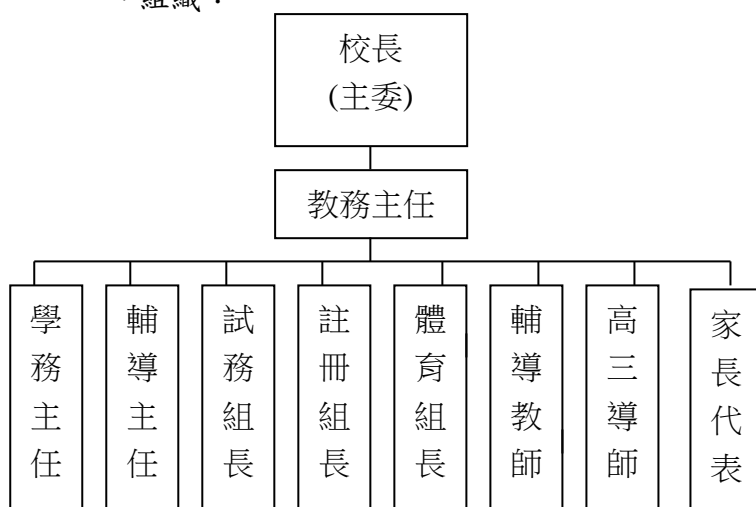 、組織：
校長
(主委)
教務主任
學務主任
輔導主任
試務組長
註冊組長
體育組長
輔導教師
高三導師
家長代表